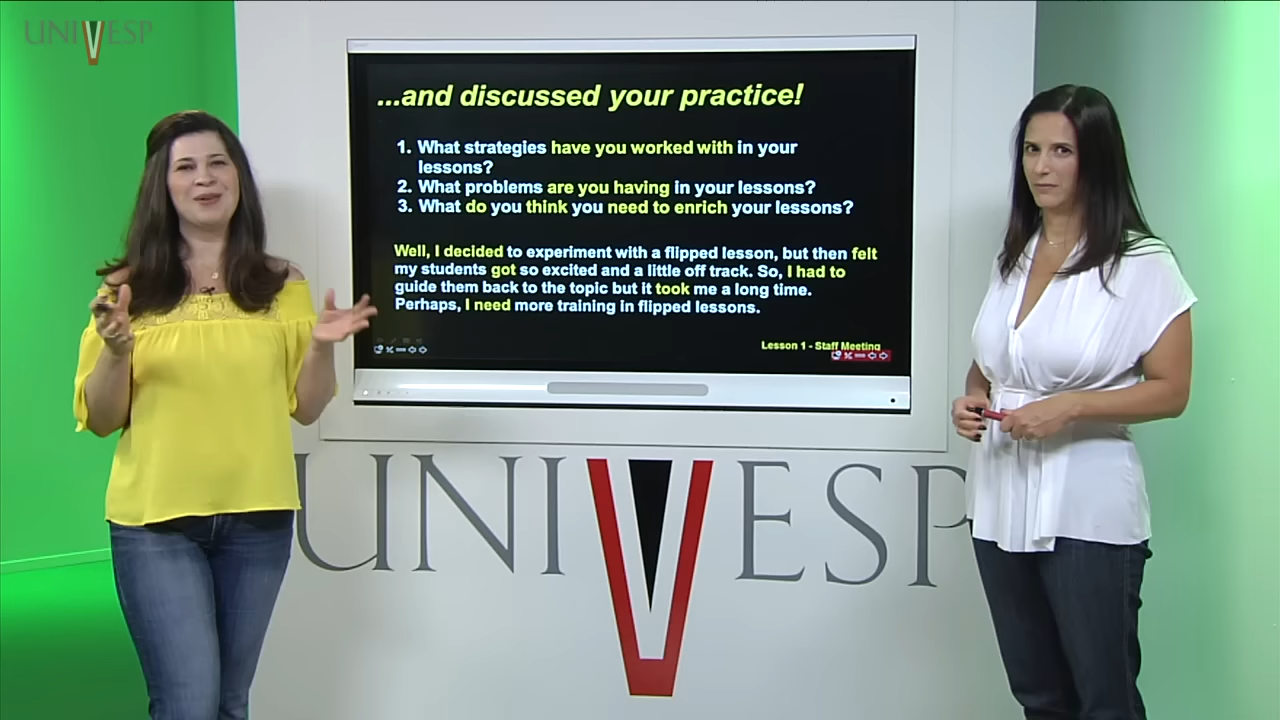 UNIVESP
...and discussed your practice!
1. What strategies have you worked with in your
lessons?
2. What problems are you having in your lessons?
3. What do you think you need to enrich your lessons?
Well, I decided to experiment with a flipped lesson, but then felt
my students got so excited and a little off track. So, I had to
guide them back to the topic but it took me a long time.
Perhaps, I need more training in flipped lessons.
Lesson 1 - Staff Meeting
UNIVESP